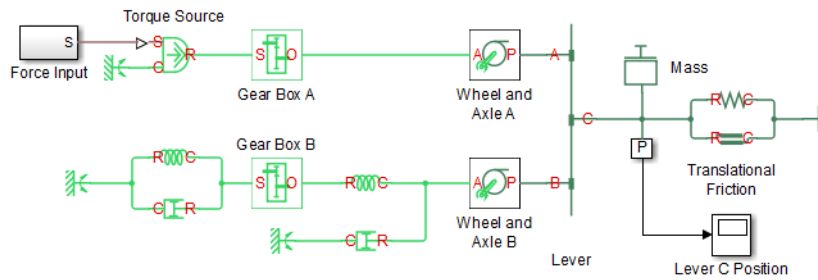 Torque Source
S
S
R
C
Force Input
S
O
Gear Box A
A
P
Wheel and
Axle A
A
Mass
C
R
C
R
C
P
Translational
Friction
Gear Box B
R
C
C
R
S
O
R
C
C
R
A
P
Wheel and
Axle B
B
Lever
Lever C Position